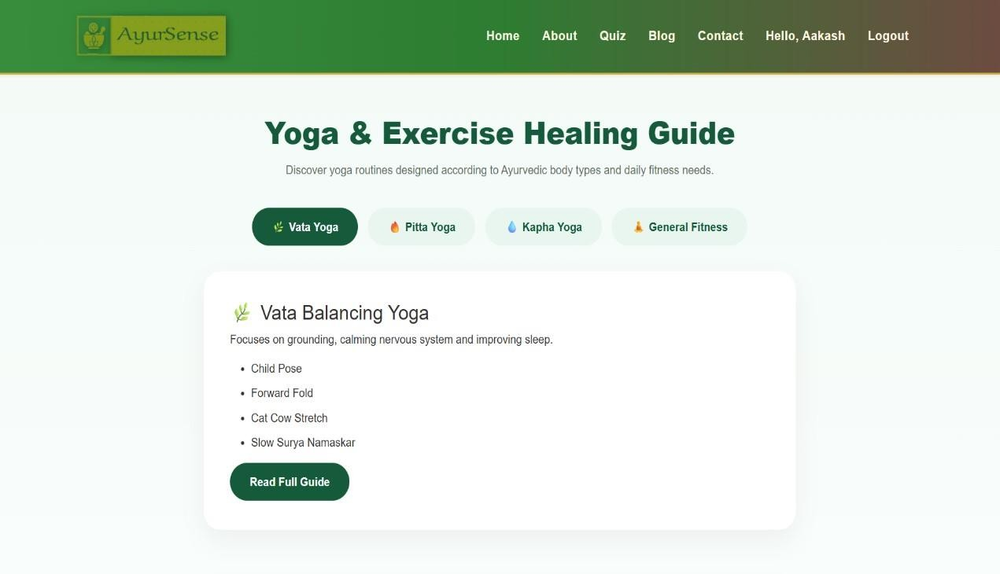 AyurSense
Home About Quiz Blog Contact Hello, Aakash Logout
Yoga & Exercise Healing Guide
Discover yoga routines designed according to Ayurvedic body types and daily fitness needs.
Vata Yoga Pitta Yoga Kapha Yoga General Fitness
Vata Balancing Yoga
Focuses on grounding, calming nervous system and improving sleep.
• Child Pose
• Forward Fold
• Cat Cow Stretch
• Slow Surya Namaskar
Read Full Guide